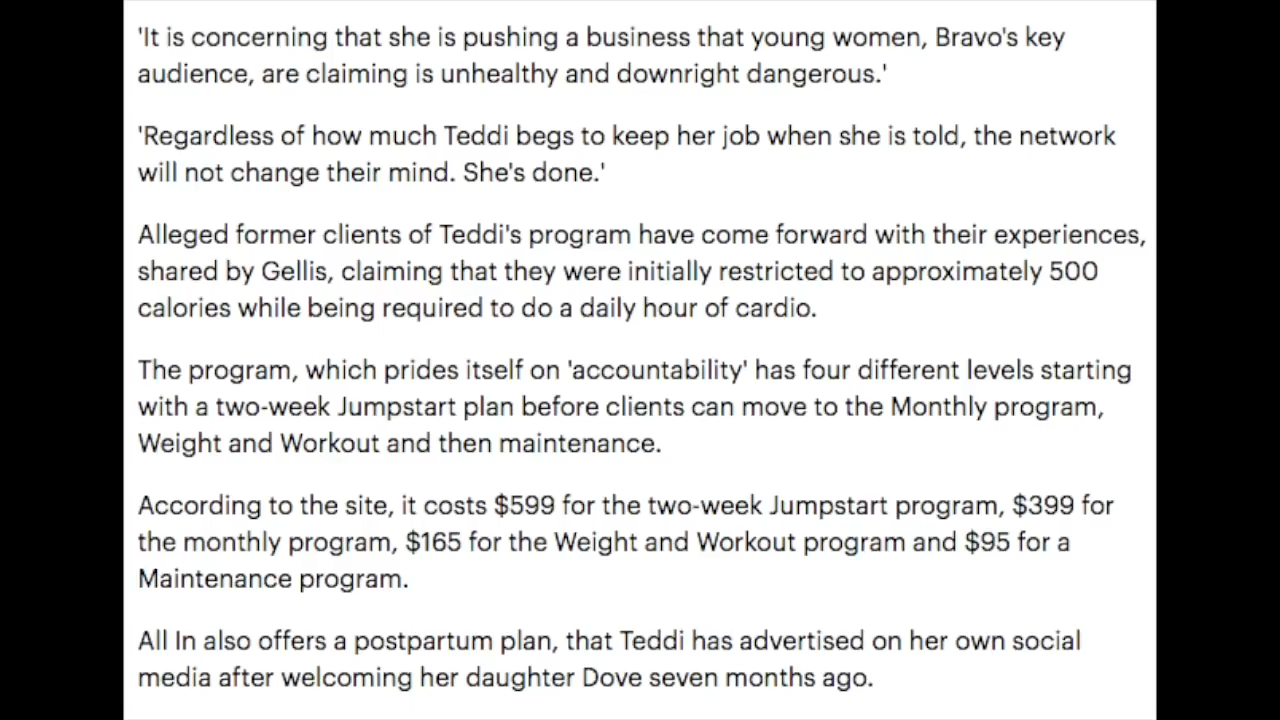 'It is concerning that she is pushing a business that young women, Bravo's key
audience, are claiming is unhealthy and downright dangerous.'
'Regardless of how much Teddi begs to keep her job when she is told, the network
will not change their mind. She's done.'
Alleged former clients of Teddi's program have come forward with their experiences,
shared by Gellis, claiming that they were initially restricted to approximately 500
calories while being required to do a daily hour of cardio.
The program, which prides itself on 'accountability' has four different levels starting
with a two-week Jumpstart plan before clients can move to the Monthly program,
Weight and Workout and then maintenance.
According to the site, it costs $599 for the two-week Jumpstart program, $399 for
the monthly program, $165 for the Weight and Workout program and $95 for a
Maintenance program.
All In also offers a postpartum plan, that Teddi has advertised on her own social
media after welcoming her daughter Dove seven months ago.